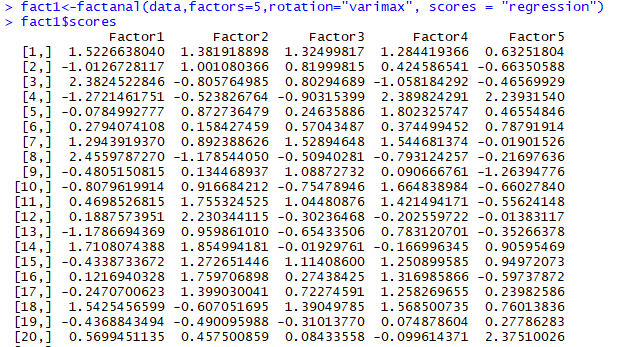 > fact1<-factanal(data,factors=5,rotation="varimax", scores = "regression")
> fact1$scores
Factor1 Factor2 Factor3 Factor4 Factor5
[1,] 1.5226638040 1.381918898 1.32499817 1.284419366 0.63251804
[2,] -1.0126728117 1.001080366 0.81999815 0.424586541 -0.66350588
[3,] 2.3824522846 -0.805764985 0.80294689 -1.058184292 -0.46569929
[4,] -1.2721461751 -0.523826764 -0.90315399 2.389824291 2.23931540
[5,] -0.0784992777 0.872736479 0.24635886 1.802325747 0.46554846
[6,] 0.2794074108 0.158427459 0.57043487 0.374499452 0.78791914
[7,] 1.2943919370 0.892388626 1.52894648 1.544681374 -0.01901526
[8,] 2.4559787270 -1.178544050 -0.50940281 -0.793124257 -0.21697636
[9,] -0.4805150815 0.134468937 1.08872732 0.090666761 -1.26394776
[10,] -0.8079619914 0.916684212 -0.75478946 1.664838984 -0.66027840
[11,] 0.4698526815 1.755324525 1.04480876 1.421494171 -0.55624148
[12,] 0.1887573951 2.230344115 -0.30236468 -0.202559722 -0.01383117
[13,] -1.1786694369 0.959861010 -0.65433506 0.783120701 -0.35266378
[14,] 1.7108074388 1.854994181 -0.01929761 -0.166996345 0.90595469
[15,] -0.4338733672 1.272651446 1.11408600 1.250899585 0.94972073
[16,] 0.1216940328 1.759706898 0.27438425 1.316985866 -0.59737872
[17,] -0.2470700623 1.399030041 0.72274591 1.258269655 0.23982586
[18,] 1.5425456599 -0.607051695 1.39049785 1.568500735 0.76013836
[19,] -0.4368843494 -0.490095988 -0.31013770 0.074878604 0.27786283
[20,] 0.5699451135 0.457500859 0.08433558 -0.099614371 2.37510026